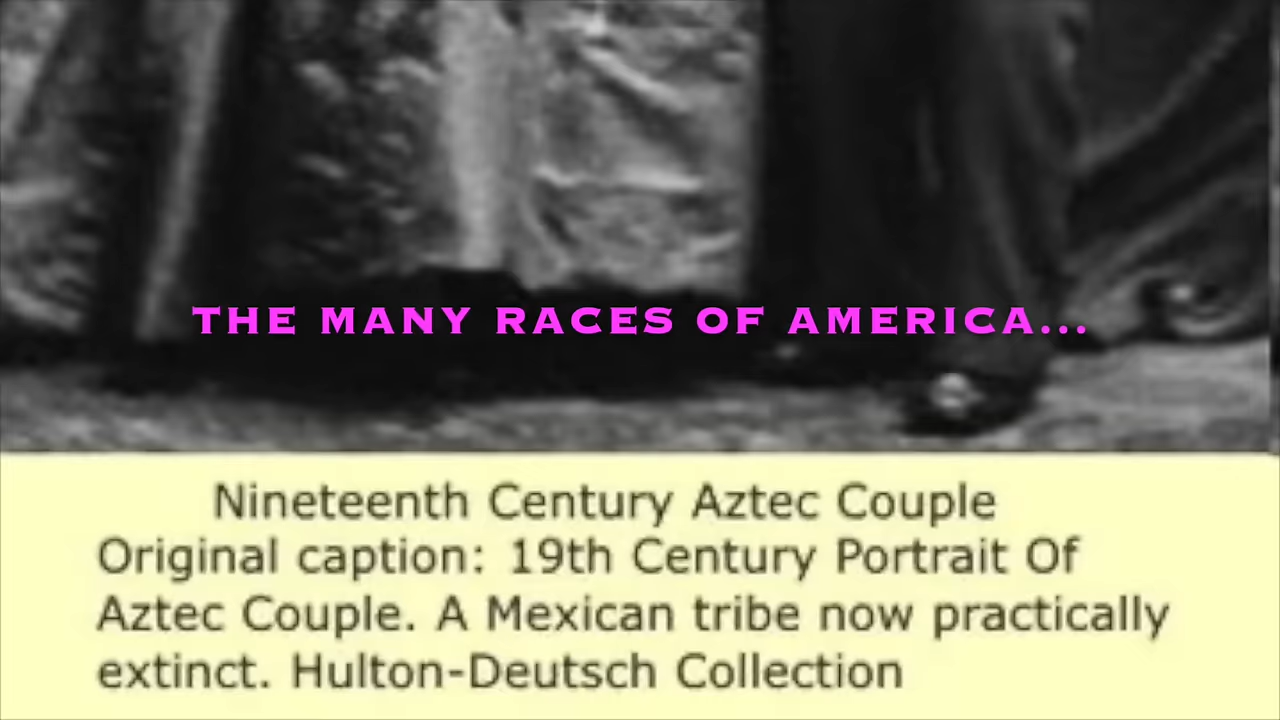 THE MANY RACES OF AMERICA...
Nineteenth Century Aztec Couple
Original caption: 19th Century Portrait Of
Aztec Couple. A Mexican tribe now practically
extinct. Hulton-Deutsch Collection